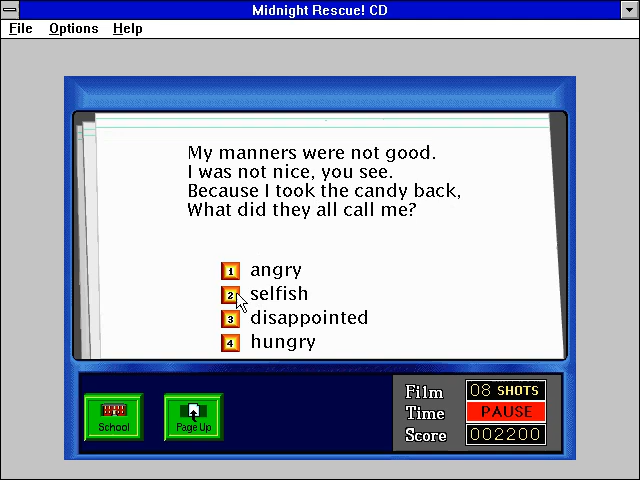 Midnight Rescue! CD
File Options Help
My manners were not good.
I was not nice, you see.
Because I took the candy back,
What did they all call me?
1 angry
2 selfish
3 disappointed
4 hungry
School
Page Up
Film 08 SHOTS
Time PAUSE
Score 002200